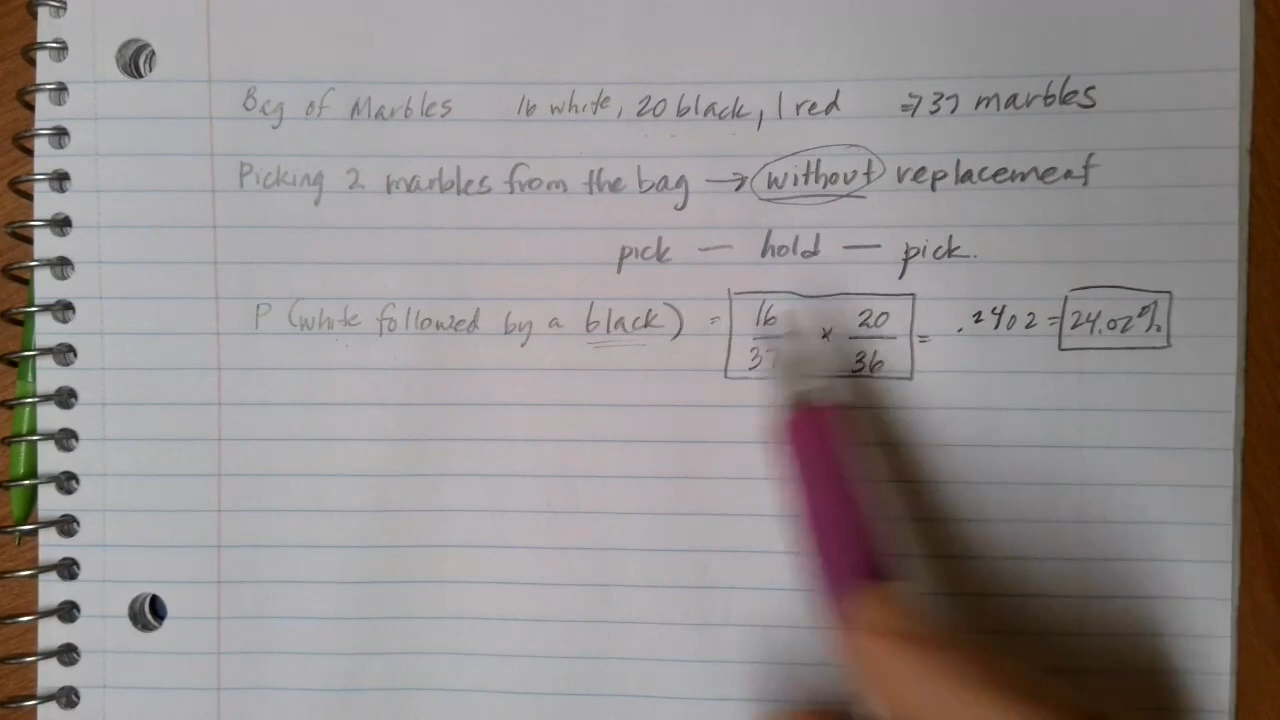 Bag of Marbles 16 white, 20 black, 1 red => 37 marbles
Picking 2 marbles from the bag → without replacement
pick — hold — pick.
P (white followed by a black) = 16/37 × 20/36 = .2402 = 24.02%